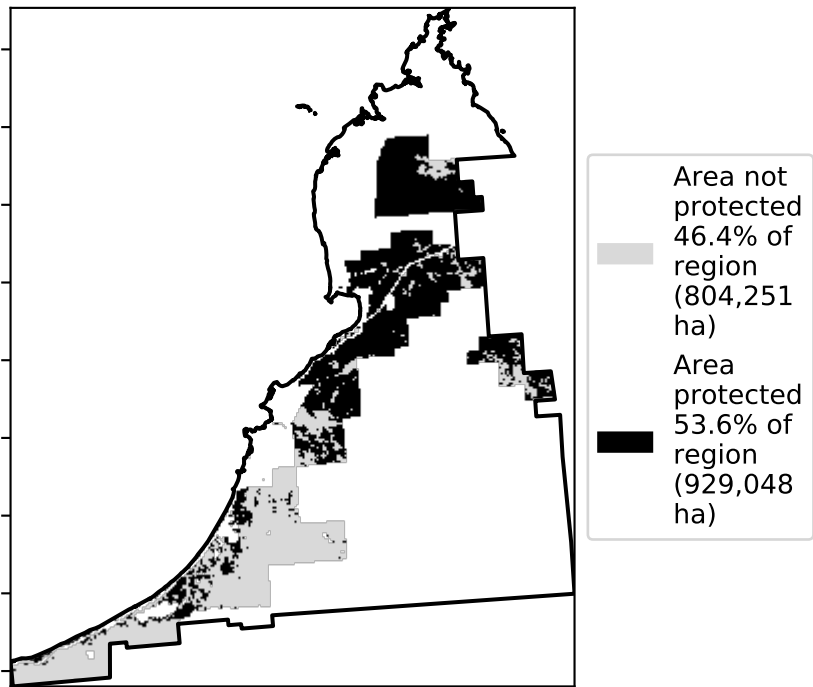 Area not
protected
46.4% of
region
(804,251
ha)
Area
protected
53.6% of
region
(929,048
ha)